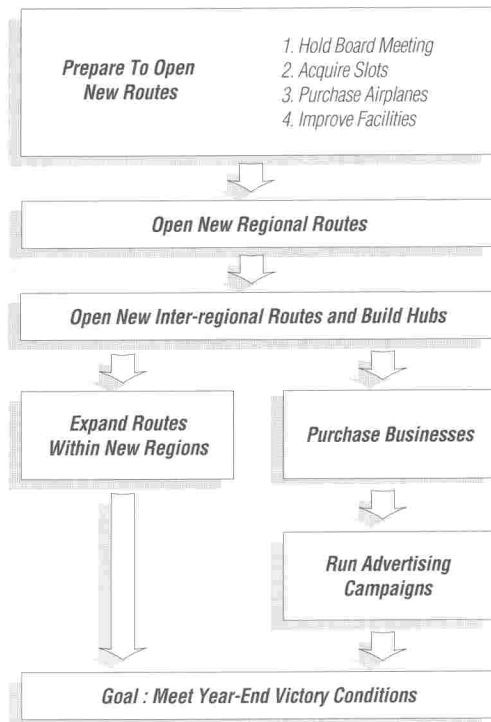 Prepare To Open
New Routes
1. Hold Board Meeting
2. Acquire Slots
3. Purchase Airplanes
4. Improve Facilities
Open New Regional Routes
Open New Inter-regional Routes and Build Hubs
Expand Routes
Within New Regions
Purchase Businesses
Run Advertising
Campaigns
Goal : Meet Year-End Victory Conditions